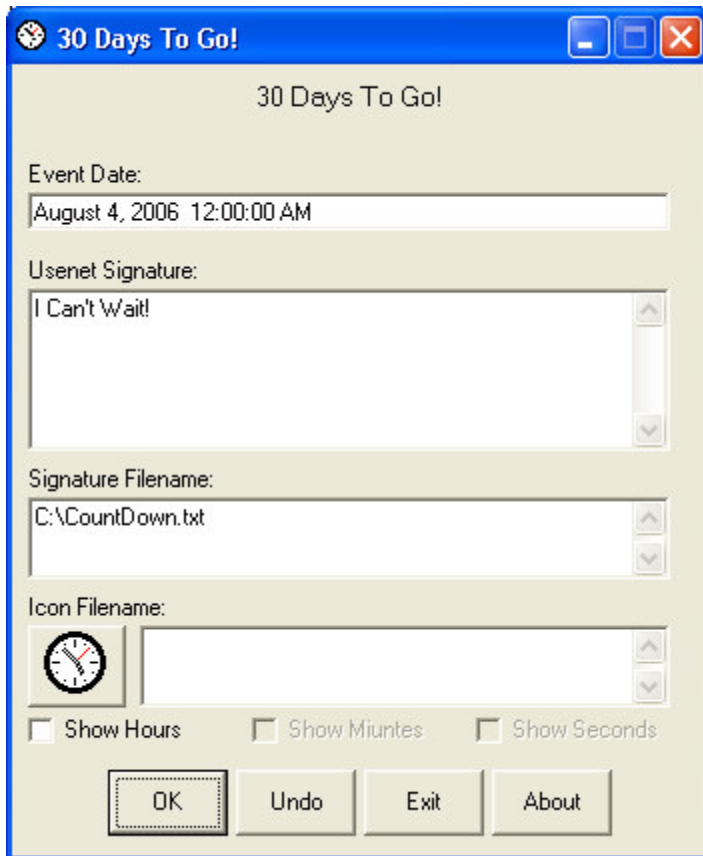 30 Days To Go!
30 Days To Go!
Event Date:
August 4, 2006  12:00:00 AM
Usenet Signature:
I Can't Wait!
Signature Filename:
C:\CountDown.txt
Icon Filename:
Show Hours Show Miuntes Show Seconds
OK Undo Exit About